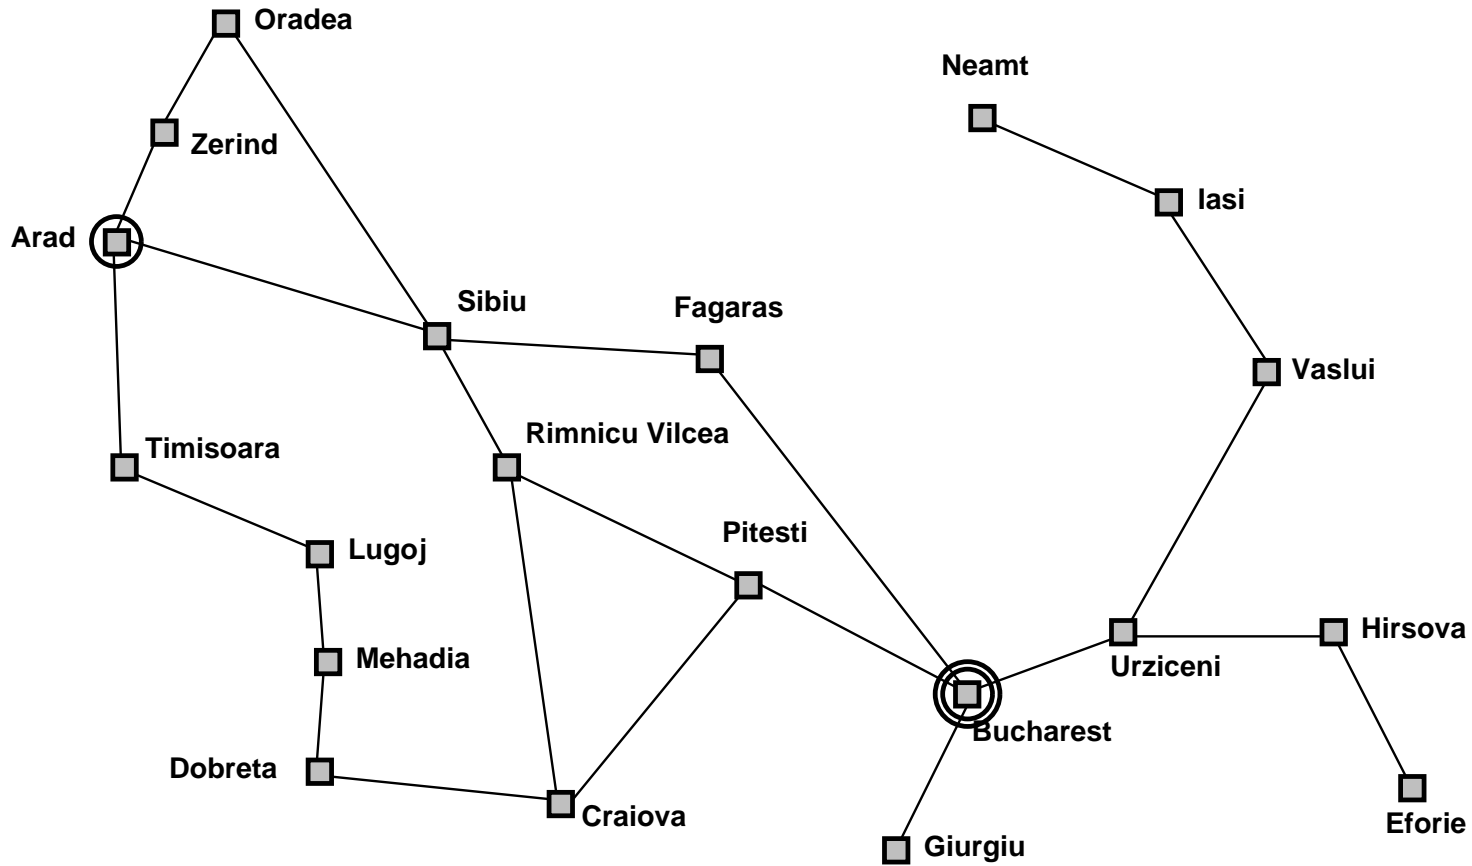 Oradea
Neamt
Zerind
Iasi
Arad
Sibiu
Fagaras
Vaslui
Timisoara
Rimnicu Vilcea
Pitesti
Lugoj
Hirsova
Mehadia
Urziceni
Bucharest
Dobreta
Craiova
Eforie
Giurgiu